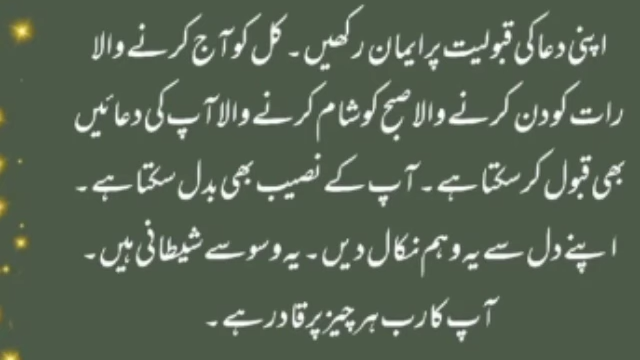 اپنی دعا کی قبولیت پر ایمان رکھیں۔ کل کو آج کرنے والا
رات کو دن کرنے والا صبح کو شام کرنے والا آپ کی دعائیں
بھی قبول کر سکتا ہے۔ آپ کے نصیب بھی بدل سکتا ہے۔
اپنے دل سے یہ وہم نکال دیں۔ یہ وسوسے شیطانی ہیں۔
آپ کا رب ہر چیز پر قادر ہے۔